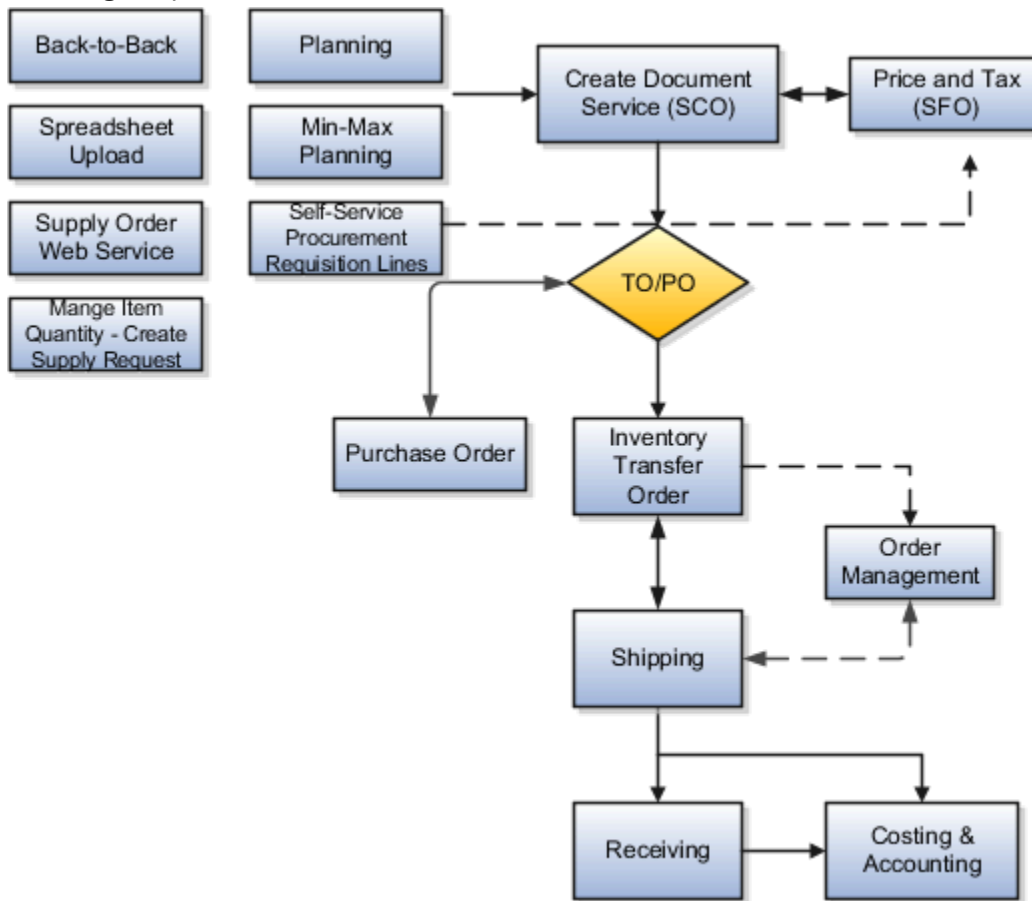 Back-to-Back
Planning
Create Document
Service (SCO)
Price and Tax
(SFO)
Spreadsheet
Upload
Min-Max
Planning
Supply Order
Web Service
Self-Service
Procurement
Requisition Lines
TO/PO
Mange Item
Quantity - Create
Supply Request
Purchase Order
Inventory
Transfer
Order
Order
Management
Shipping
Receiving
Costing &
Accounting